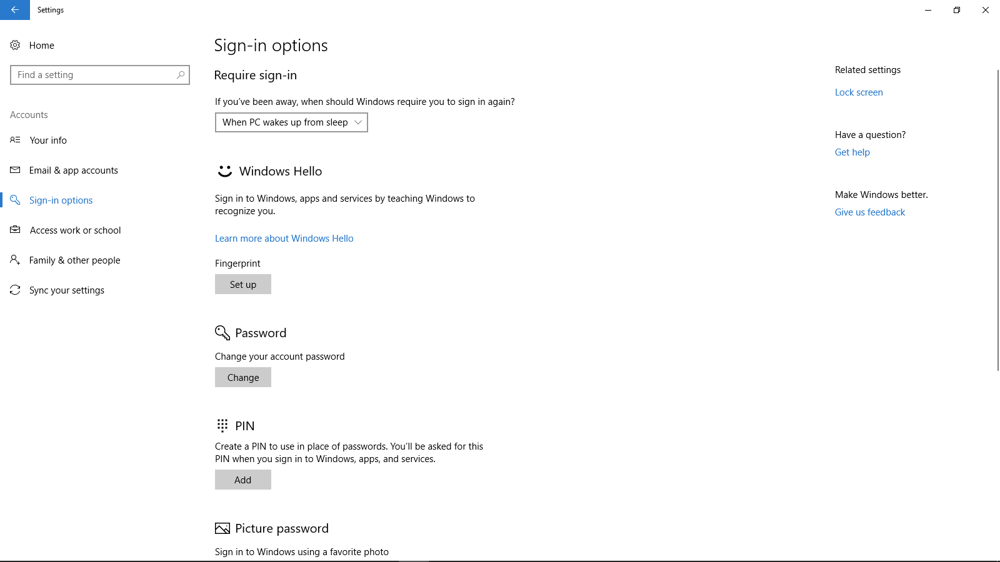 Settings
Home
Find a setting
Accounts
Your info
Email & app accounts
Sign-in options
Access work or school
Family & other people
Sync your settings
Sign-in options
Require sign-in
If you’ve been away, when should Windows require you to sign in again?
When PC wakes up from sleep
Windows Hello
Sign in to Windows, apps and services by teaching Windows to
recognize you.
Learn more about Windows Hello
Fingerprint
Set up
Password
Change your account password
Change
PIN
Create a PIN to use in place of passwords. You’ll be asked for this
PIN when you sign in to Windows, apps, and services.
Add
Picture password
Sign in to Windows using a favorite photo
Related settings
Lock screen
Have a question?
Get help
Make Windows better.
Give us feedback